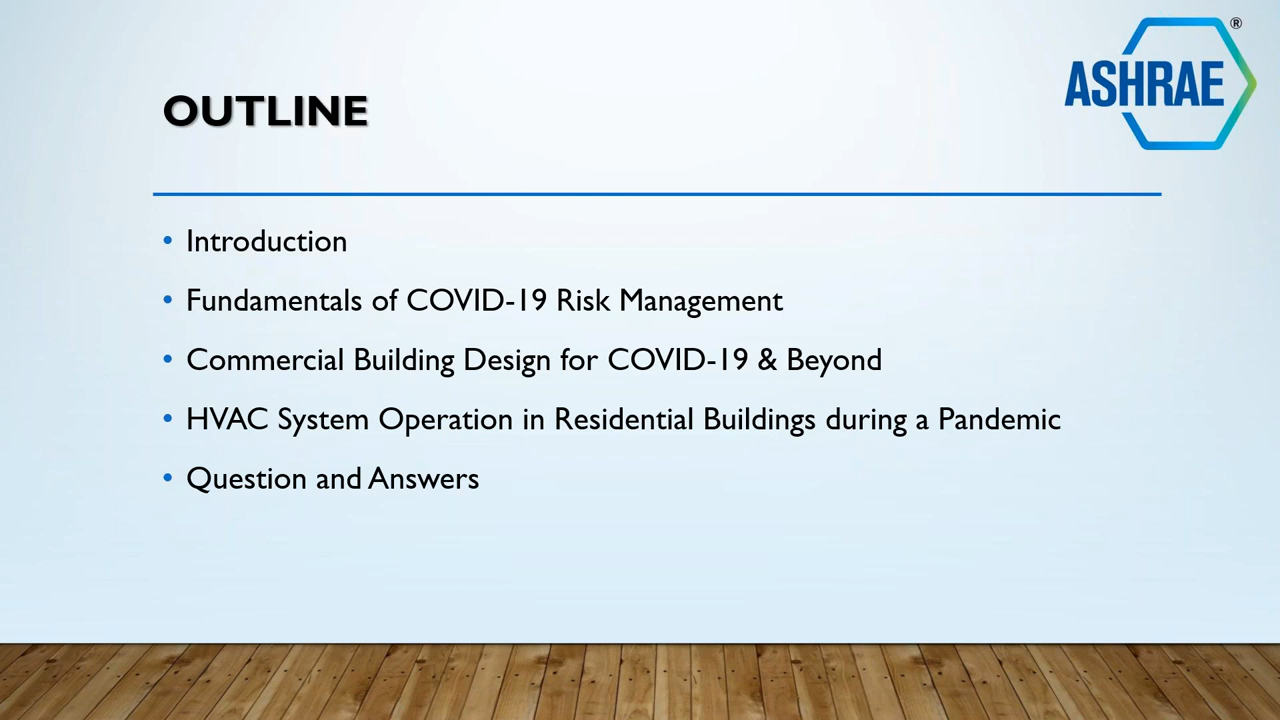 ASHRAE®
OUTLINE
• Introduction
• Fundamentals of COVID-19 Risk Management
• Commercial Building Design for COVID-19 & Beyond
• HVAC System Operation in Residential Buildings during a Pandemic
• Question and Answers